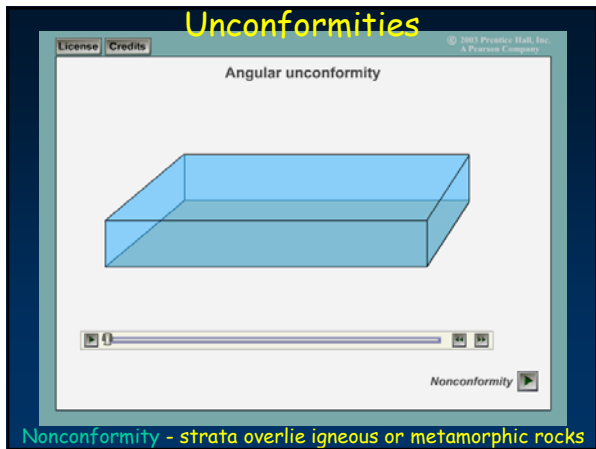 Unconformities
License Credits
© 2003 Prentice Hall, Inc.
A Pearson Company
Angular unconformity
Nonconformity
Nonconformity - strata overlie igneous or metamorphic rocks